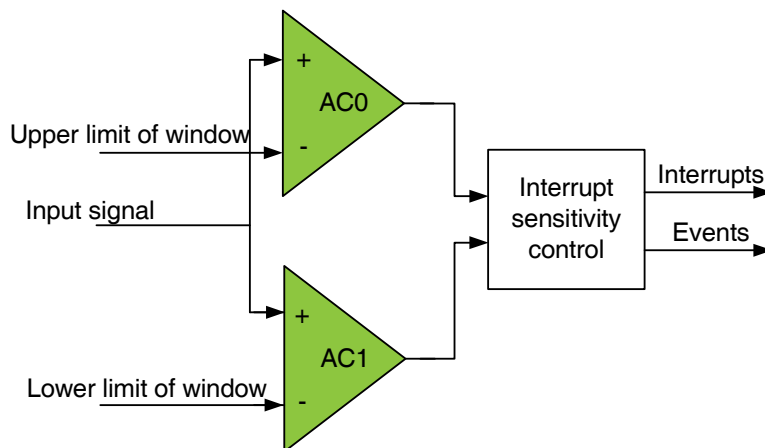 +
AC0
Upper limit of window
-
Input signal
Interrupt
sensitivity
control
Interrupts
Events
+
AC1
Lower limit of window
-